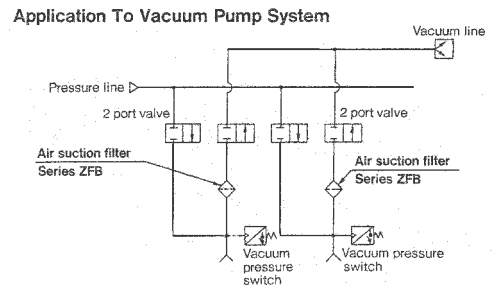 Application To Vacuum Pump System
Vacuum line
Pressure line
2 port valve
2 port valve
Air suction filter
Series ZFB
Air suction filter
Series ZFB
Vacuum
pressure
switch
Vacuum pressure
switch